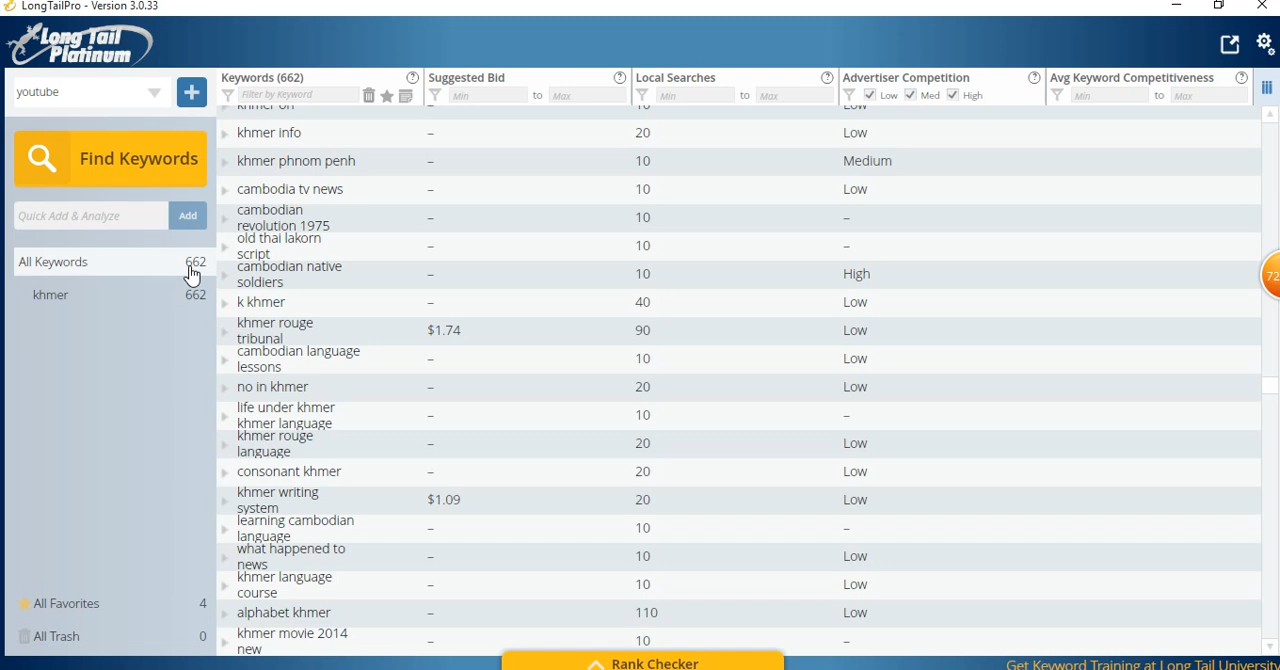 LongTailPro - Version 3.0.33
Long Tail
Platinum
youtube
Find Keywords
Quick Add & Analyze Add
All Keywords 662
khmer 662
All Favorites 4
All Trash 0
Keywords (662) Suggested Bid Local Searches Advertiser Competition Avg Keyword Competitiveness
Filter by Keyword Min to Max Min to Max Low Med High Min to Max
khmer info – 20 Low
khmer phnom penh – 10 Medium
cambodia tv news – 10 Low
cambodian
revolution 1975 – 10 –
old thai lakorn
script – 10 –
cambodian native
soldiers – 10 High
k khmer – 40 Low
khmer rouge
tribunal $1.74 90 Low
cambodian language
lessons – 10 Low
no in khmer – 20 Low
life under khmer
khmer language – 10 –
khmer rouge
language – 20 Low
consonant khmer – 20 Low
khmer writing
system $1.09 20 Low
learning cambodian
language – 10 –
what happened to
news – 10 Low
khmer language
course – 10 Low
alphabet khmer – 110 Low
khmer movie 2014
new – 10 –
72
Rank Checker
Get Keyword Training at Long Tail University